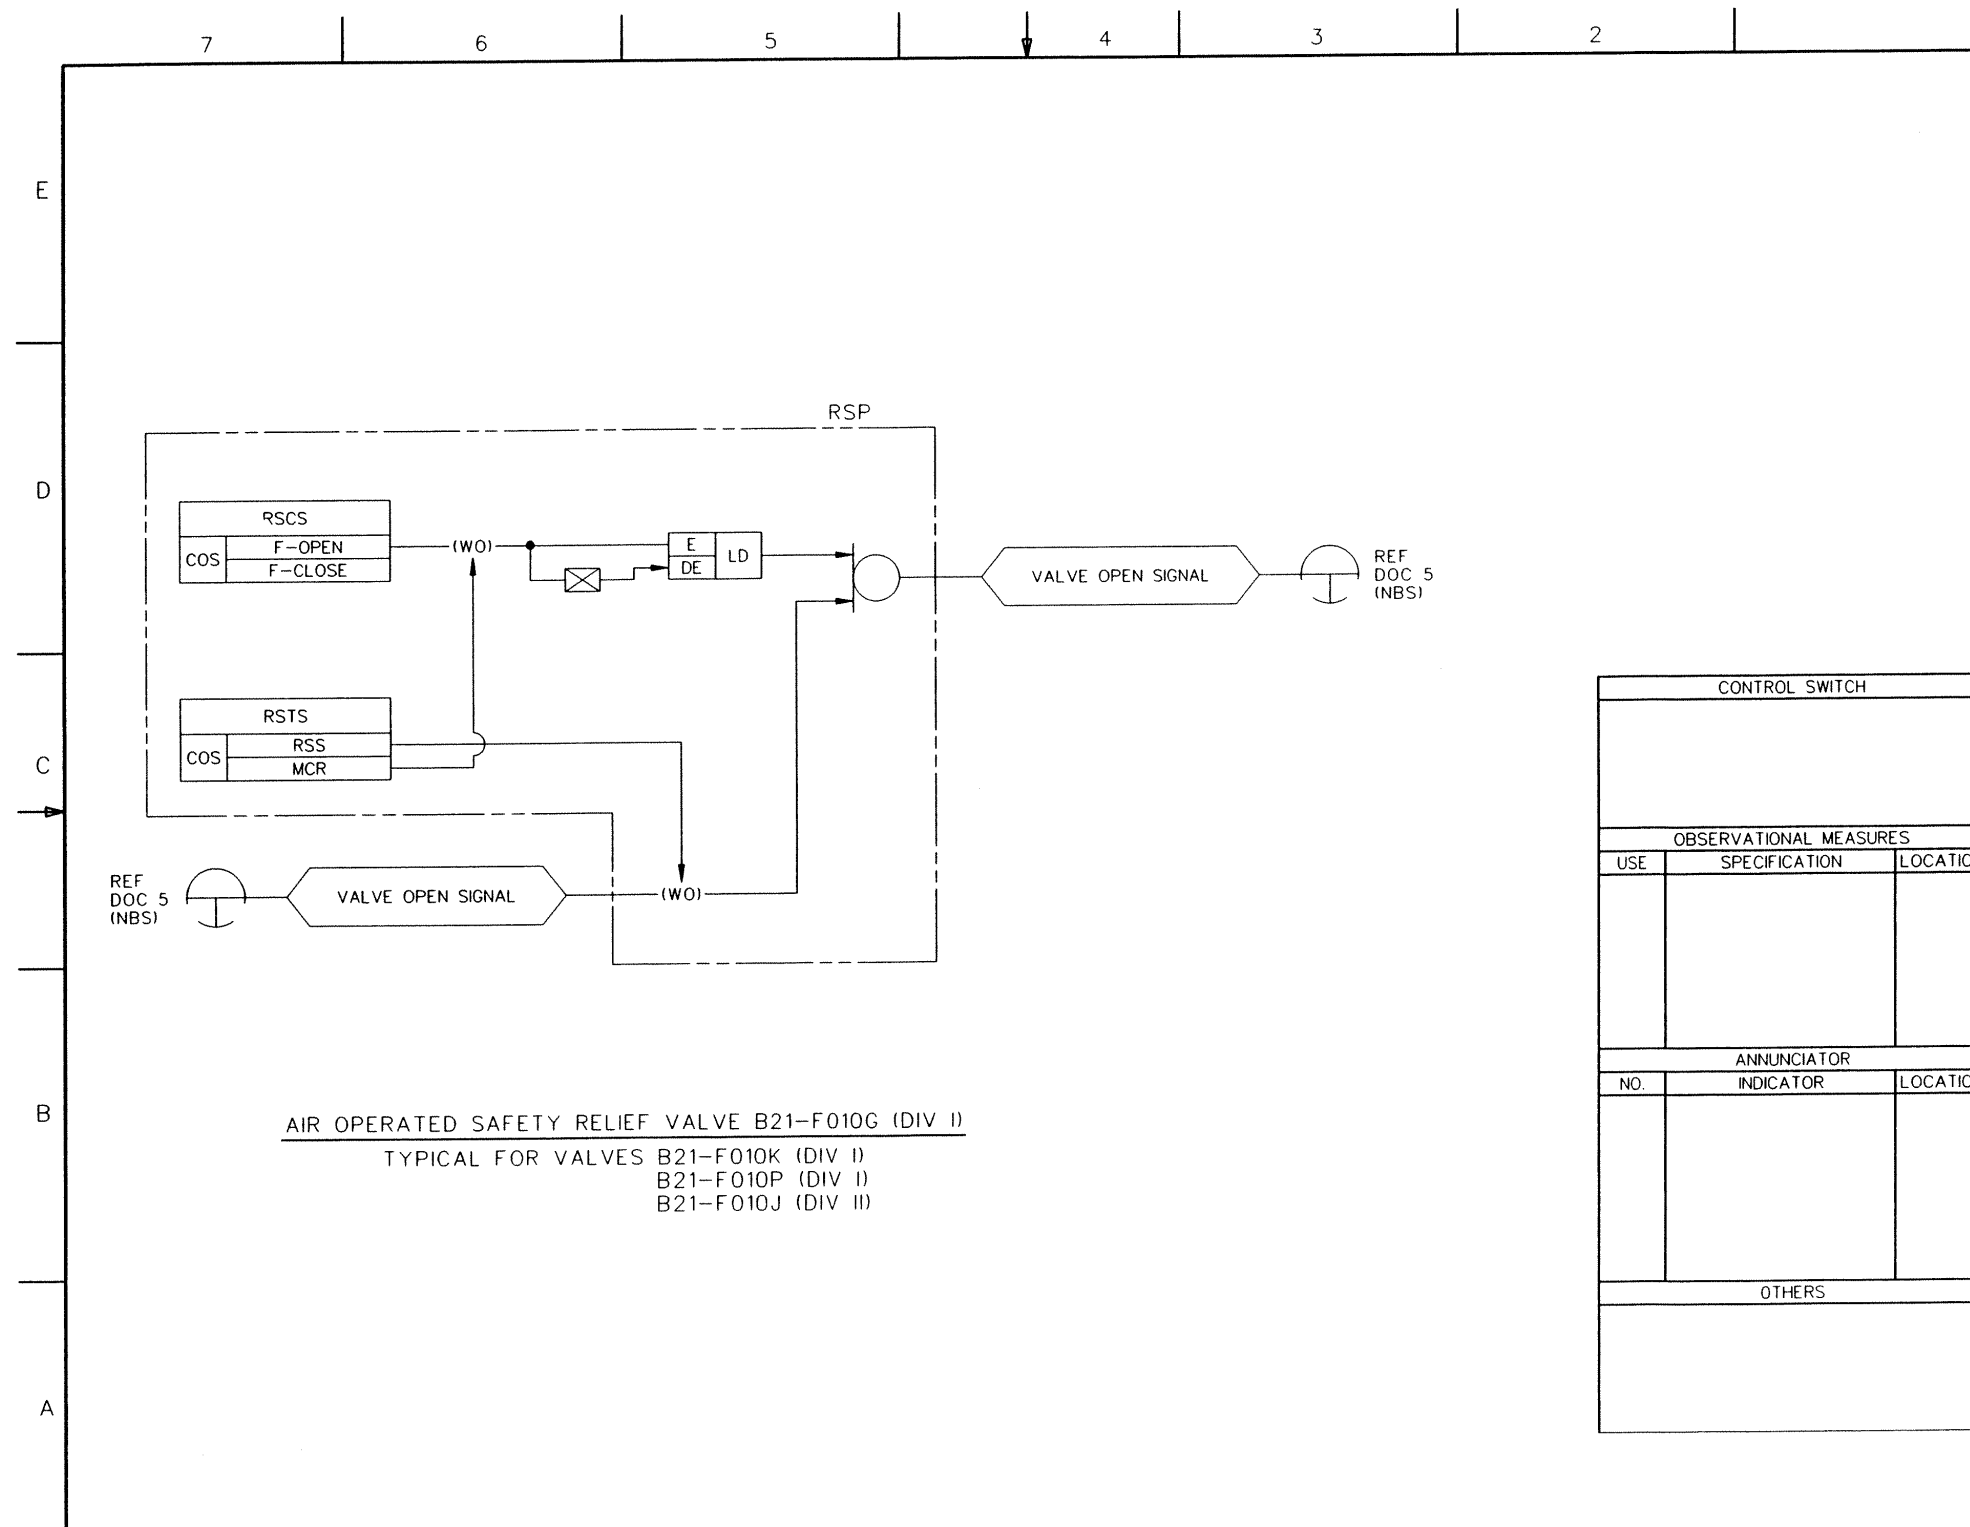 7 6 5 4 3 2
E
RSP
D
RSCS
COS F-OPEN
F-CLOSE
(WO)
E LD
DE
VALVE OPEN SIGNAL
REF
DOC 5
(NBS)
RSTS
COS RSS
MCR
C
REF
DOC 5
(NBS)
VALVE OPEN SIGNAL
(WO)
CONTROL SWITCH
OBSERVATIONAL MEASURES
USE SPECIFICATION LOCATIO
ANNUNCIATOR
NO. INDICATOR LOCATIO
OTHERS
B
AIR OPERATED SAFETY RELIEF VALVE B21-F010G (DIV I)
TYPICAL FOR VALVES B21-F010K (DIV I)
B21-F010P (DIV I)
B21-F010J (DIV II)
A